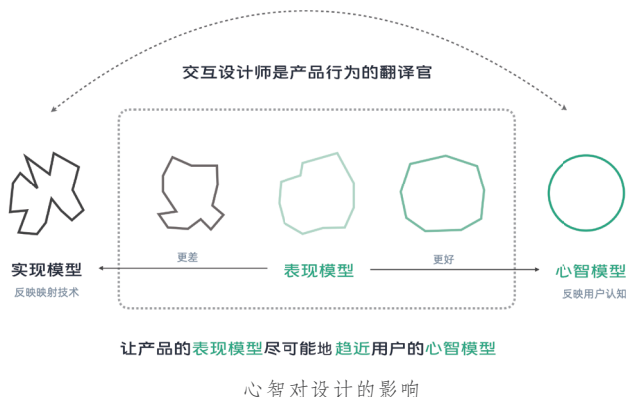 交互设计师是产品行为的翻译官
更差
更好
实现模型
表现模型
心智模型
反映映射技术
反映用户认知
让产品的表现模型尽可能地趋近用户的心智模型
心智对设计的影响